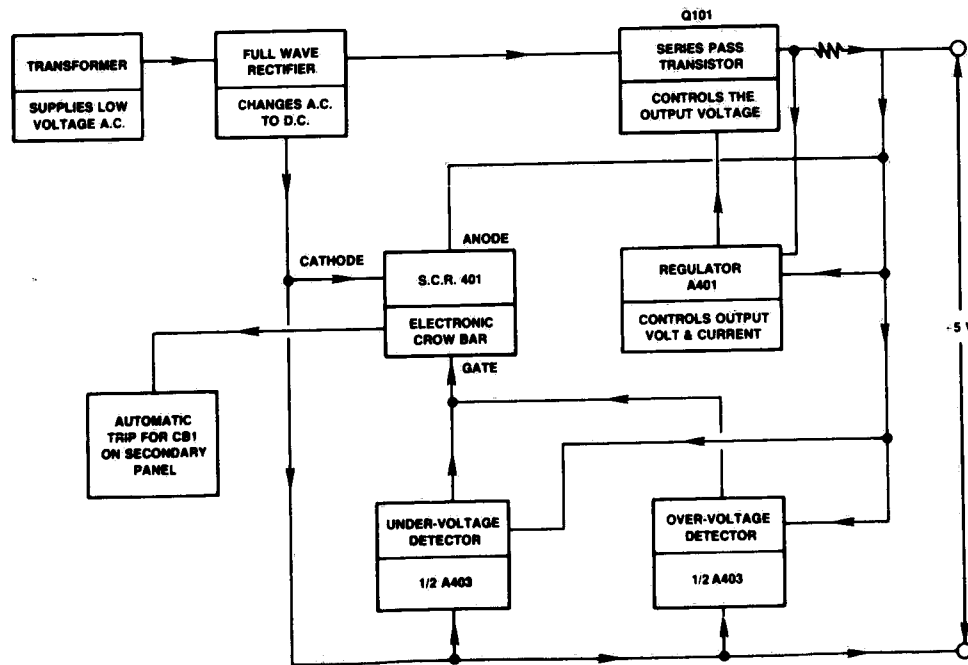 Q101
TRANSFORMER
SUPPLIES LOW
VOLTAGE A.C.
FULL WAVE
RECTIFIER
CHANGES A.C.
TO D.C.
SERIES PASS
TRANSISTOR
CONTROLS THE
OUTPUT VOLTAGE
ANODE
CATHODE
S.C.R. 401
ELECTRONIC
CROW BAR
GATE
REGULATOR
A401
CONTROLS OUTPUT
VOLT & CURRENT
AUTOMATIC
TRIP FOR CB1
ON SECONDARY
PANEL
UNDER-VOLTAGE
DETECTOR
1/2 A403
OVER-VOLTAGE
DETECTOR
1/2 A403